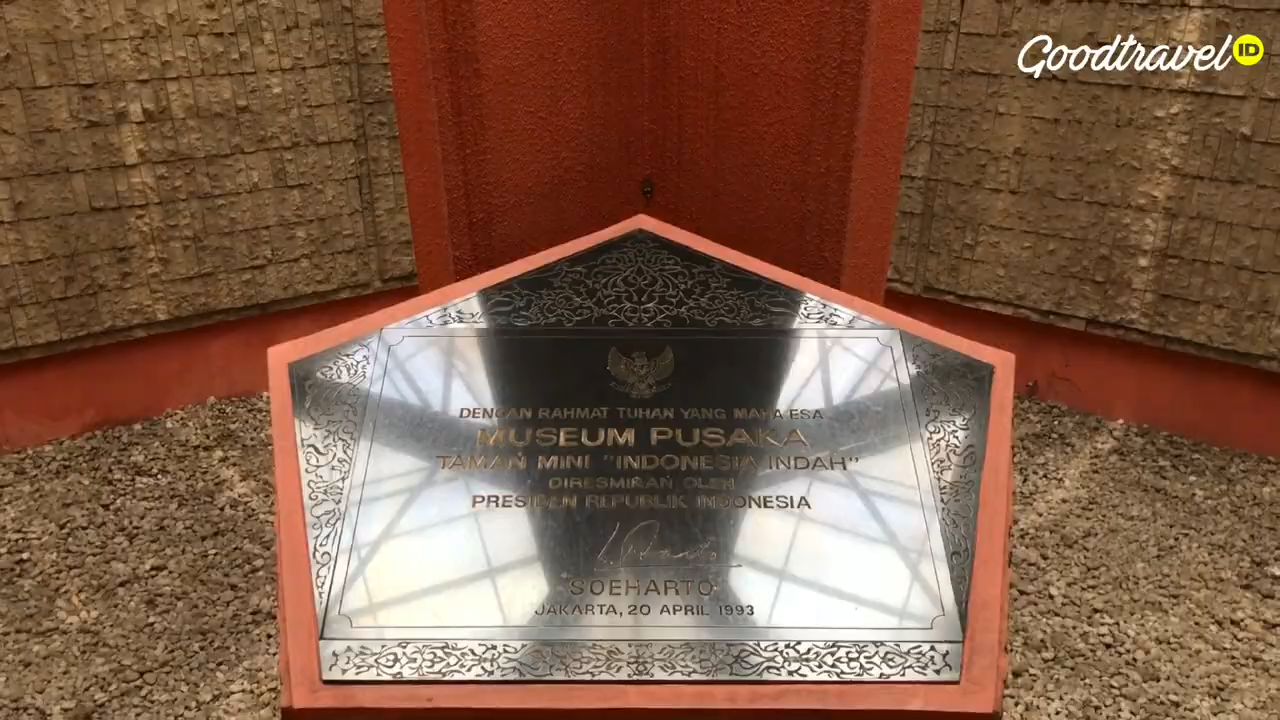 Goodtravel ID
DENGAN RAHMAT TUHAN YANG MAHA ESA
MUSEUM PUSAKA
TAMAN MINI "INDONESIA INDAH"
DIRESMIKAN OLEH
PRESIDEN REPUBLIK INDONESIA
SOEHARTO
JAKARTA, 20 APRIL 1993